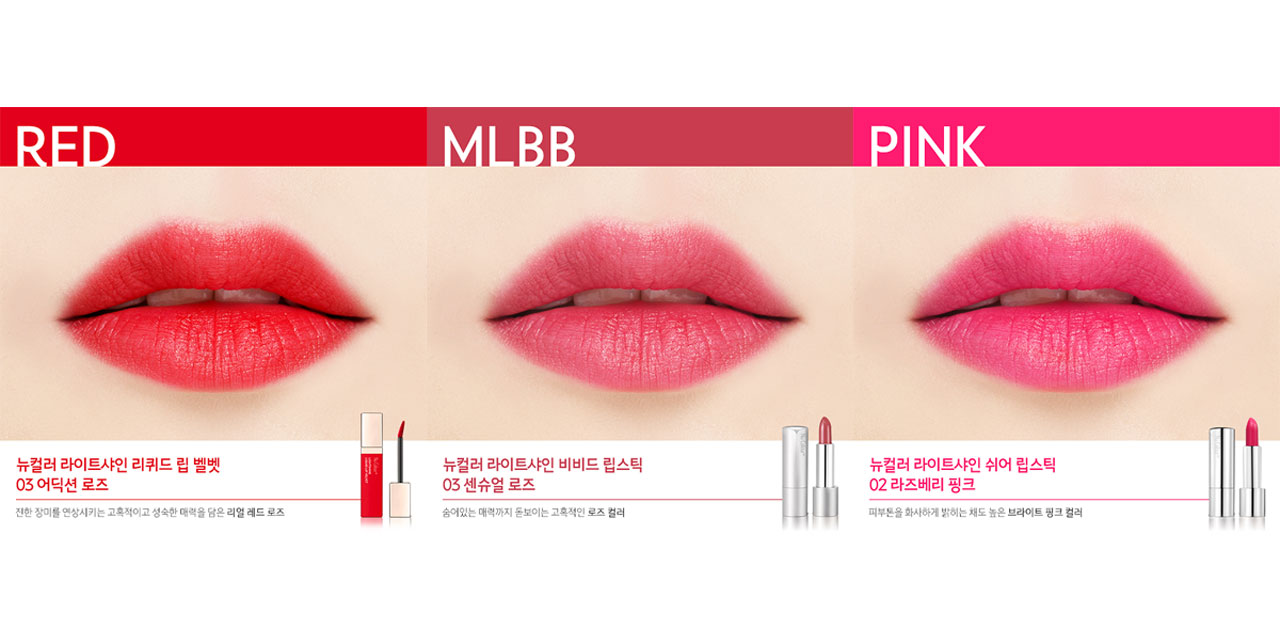 RED
뉴컬러 라이트샤인 리퀴드 립 벨벳
03 어딕션 로즈
진한 장미를 연상시키는 고혹적이고 성숙한 매력을 담은 리얼 레드 로즈
MLBB
뉴컬러 라이트샤인 비비드 립스틱
03 센슈얼 로즈
숨어있는 매력까지 돋보이는 고혹적인 로즈 컬러
PINK
뉴컬러 라이트샤인 쉬어 립스틱
02 라즈베리 핑크
피부톤을 화사하게 밝히는 채도 높은 브라이트 핑크 컬러